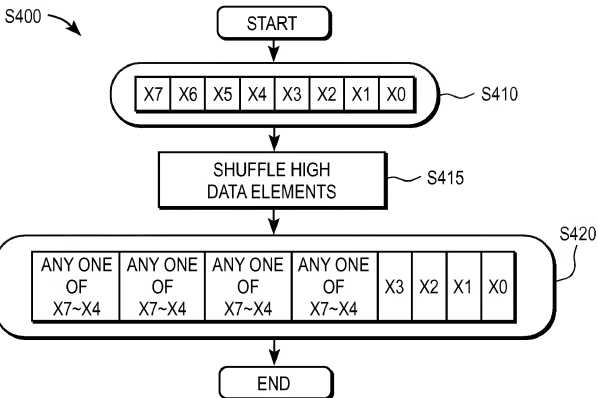 S400
START
X7 X6 X5 X4 X3 X2 X1 X0
S410
SHUFFLE HIGH
DATA ELEMENTS
S415
S420
ANY ONE ANY ONE ANY ONE ANY ONE
OF OF OF OF X3 X2 X1 X0
X7~X4 X7~X4 X7~X4 X7~X4
END